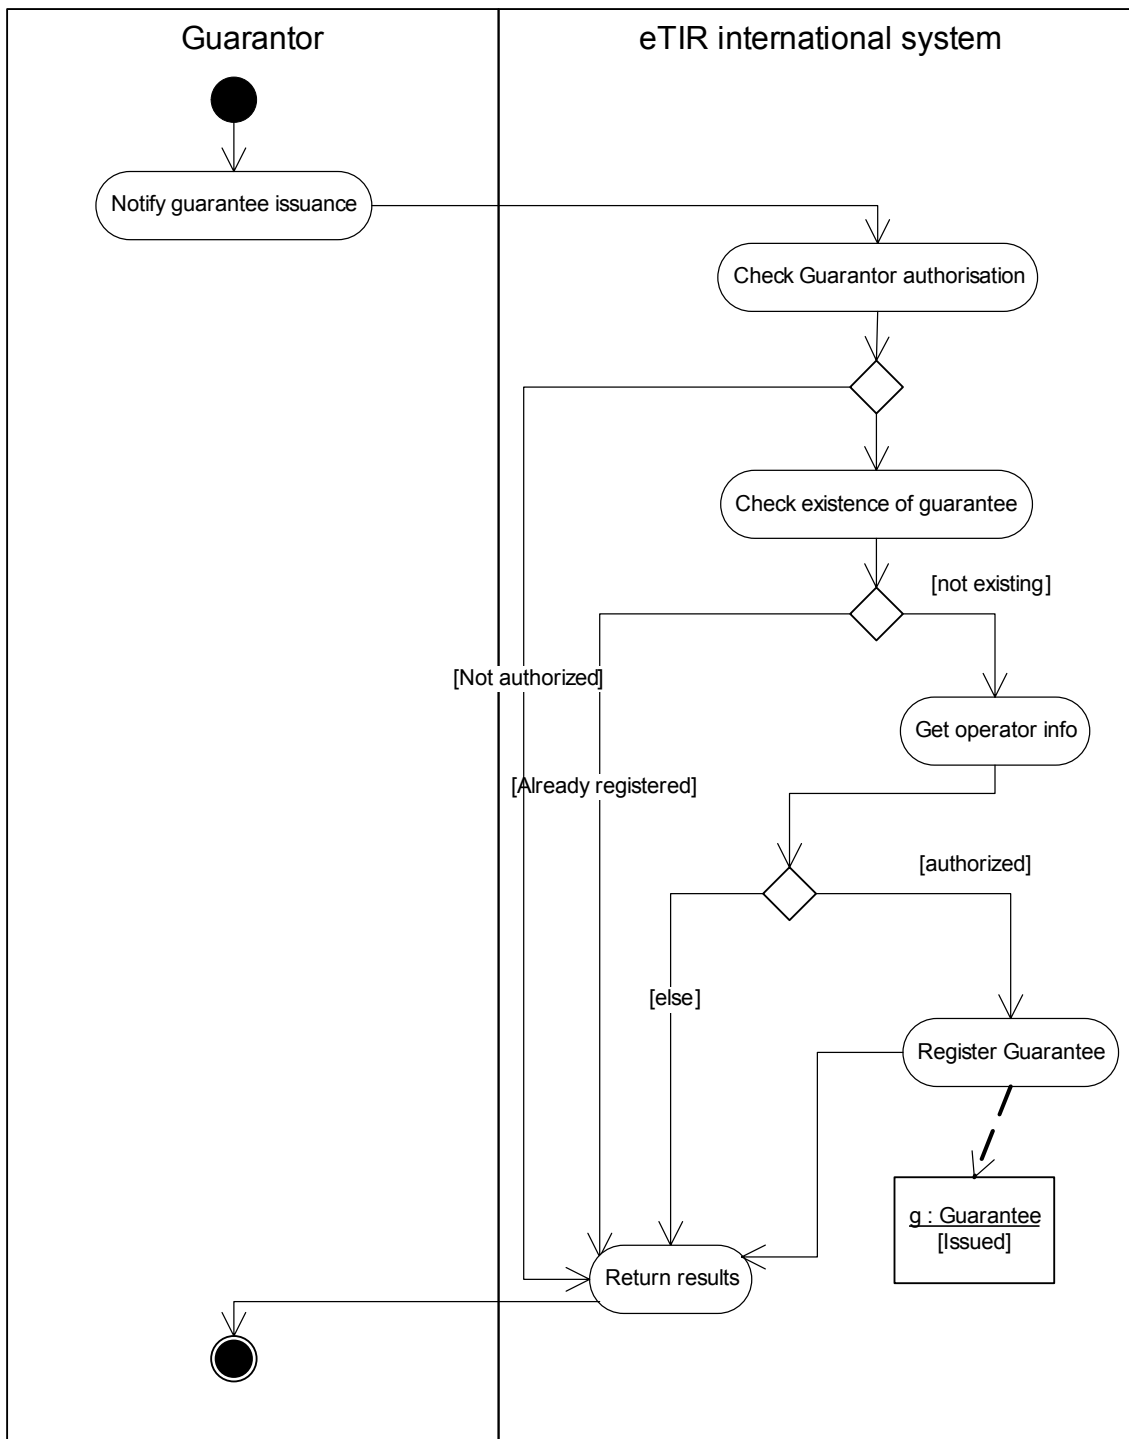 Guarantor
eTIR international system
Notify guarantee issuance
Check Guarantor authorisation
Check existence of guarantee
[not existing]
[Not authorized]
Get operator info
[Already registered]
[authorized]
[else]
Register Guarantee
g : Guarantee
[Issued]
Return results